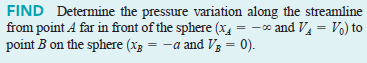 FIND Determine the pressure variation along the streamline
from point A far in front of the sphere (x_A = −∞ and V_A = V₀) to
point B on the sphere (x_B = −a and V_B = 0).